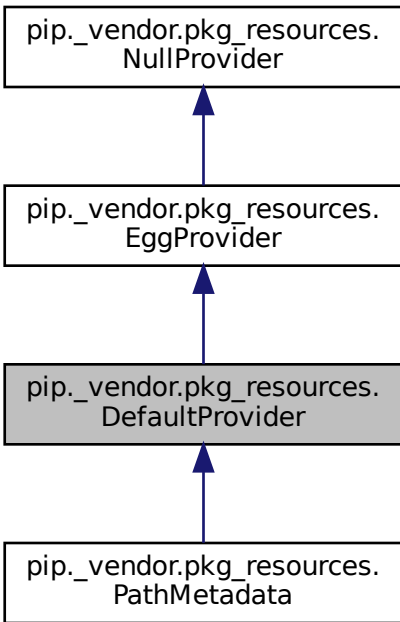 pip._vendor.pkg_resources.
NullProvider
pip._vendor.pkg_resources.
EggProvider
pip._vendor.pkg_resources.
DefaultProvider
pip._vendor.pkg_resources.
PathMetadata